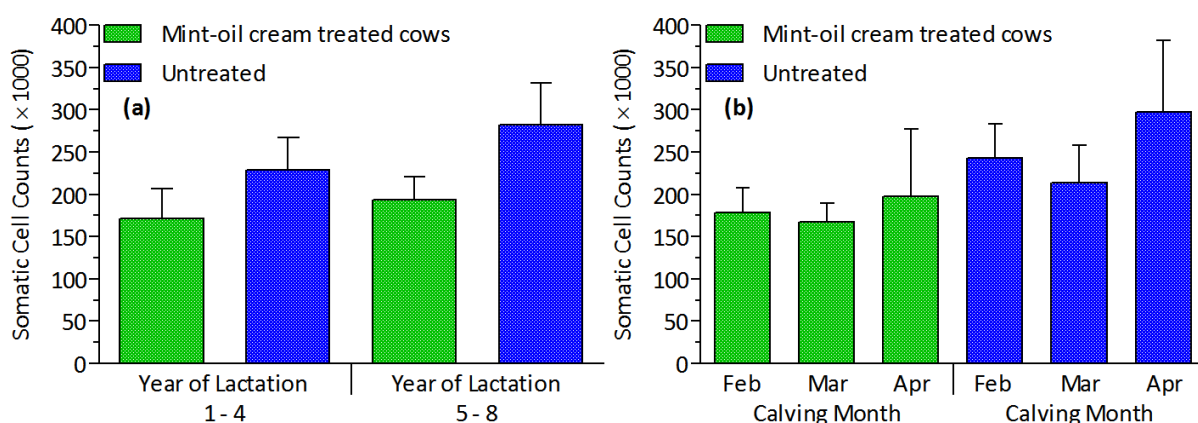 Somatic Cell Counts (×1000)
400
350
300
250
200
150
100
50
0
Mint-oil cream treated cows
Untreated
(a)
Year of Lactation
1 - 4
Year of Lactation
5 - 8
Somatic Cell Counts (×1000)
400
350
300
250
200
150
100
50
0
Mint-oil cream treated cows
Untreated
(b)
Feb Mar Apr
Calving Month
Feb Mar Apr
Calving Month